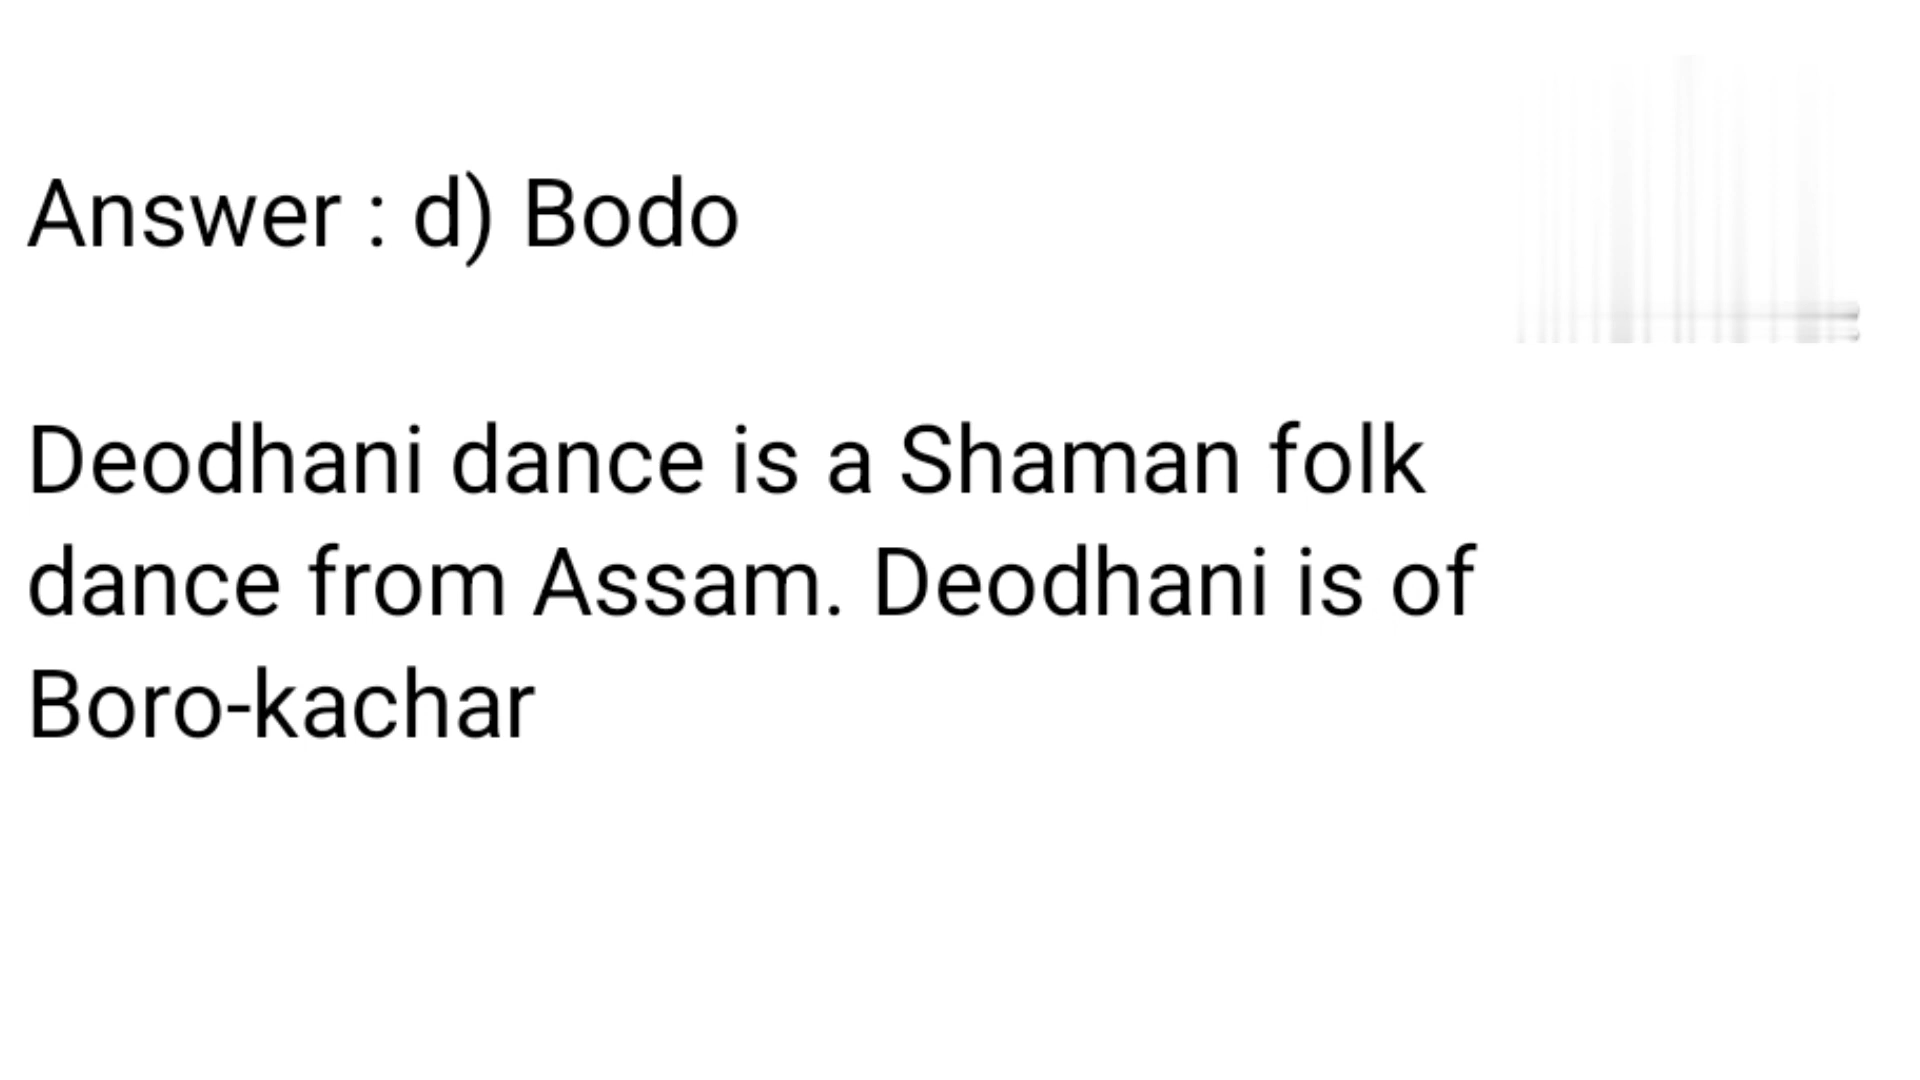 Answer : d) Bodo
Deodhani dance is a Shaman folk
dance from Assam. Deodhani is of
Boro-kachar